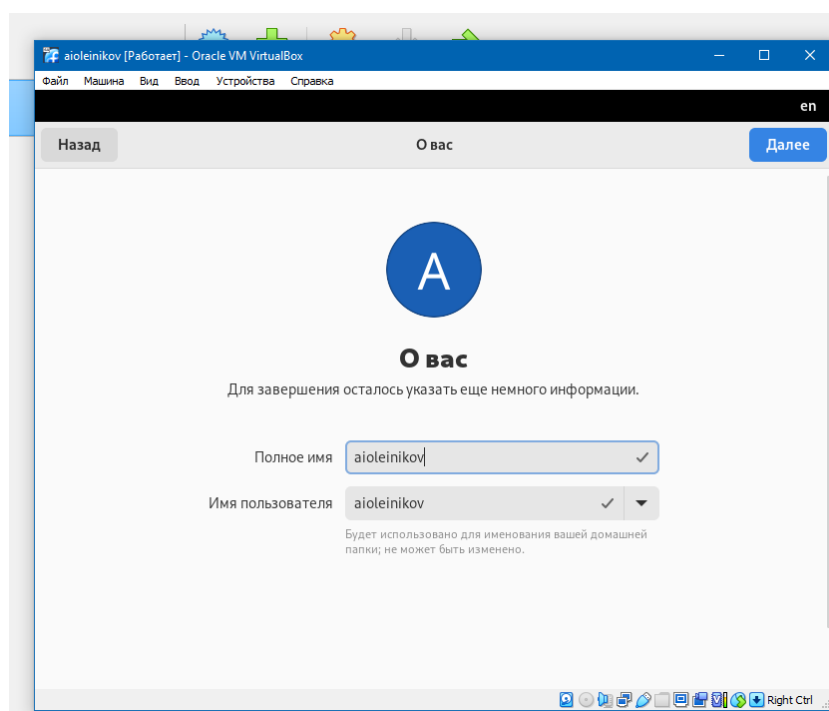 aioleinikov [Работает] - Oracle VM VirtualBox
Файл Машина Вид Ввод Устройства Справка
en
Назад О вас Далее
A
О вас
Для завершения осталось указать еще немного информации.
Полное имя aioleinikov
Имя пользователя aioleinikov
Будет использовано для именования вашей домашней
папки; не может быть изменено.
Right Ctrl